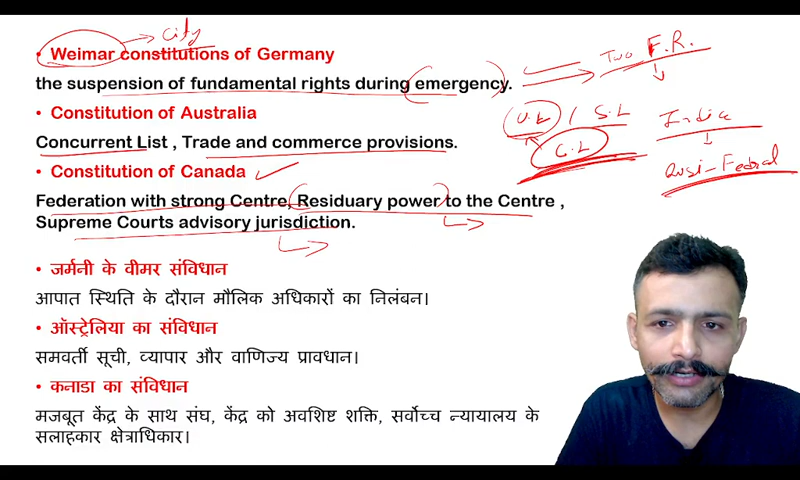 City
• Weimar constitutions of Germany
Two F.R.
the suspension of fundamental rights during emergency.
• Constitution of Australia
U.L / S.L
India
Concurrent List , Trade and commerce provisions.
C.L
• Constitution of Canada
Qusi-Fedral
Federation with strong Centre, Residuary power to the Centre ,
Supreme Courts advisory jurisdiction.
• जर्मनी के वीमर संविधान
आपात स्थिति के दौरान मौलिक अधिकारों का निलंबन।
• ऑस्ट्रेलिया का संविधान
समवर्ती सूची, व्यापार और वाणिज्य प्रावधान।
• कनाडा का संविधान
मजबूत केंद्र के साथ संघ, केंद्र को अवशिष्ट शक्ति, सर्वोच्च न्यायालय के
सलाहकार क्षेत्राधिकार।